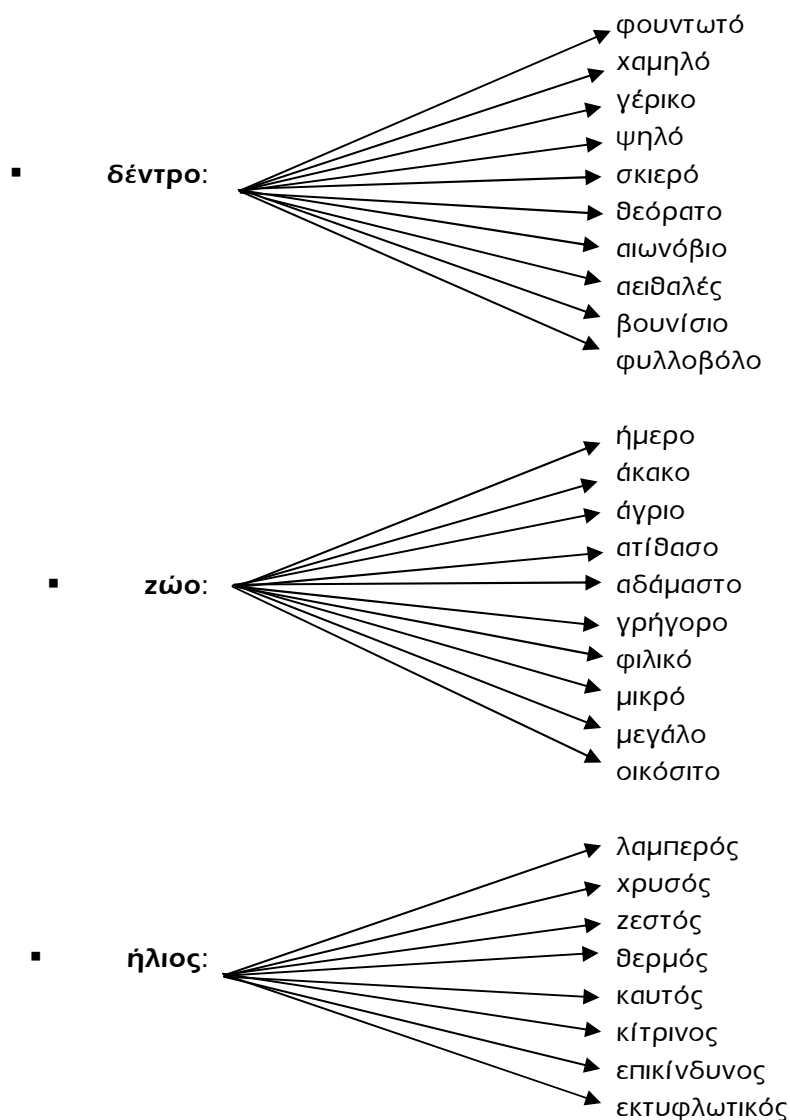 φουντωτό
χαμηλό
γέρικο
ψηλό
▪ δέντρο: σκιερό
θεόρατο
αιωνόβιο
αειθαλές
βουνίσιο
φυλλοβόλο
ήμερο
άκακο
άγριο
ατίθασο
▪ ζώο: αδάμαστο
γρήγορο
φιλικό
μικρό
μεγάλο
οικόσιτο
λαμπερός
χρυσός
ζεστός
▪ ήλιος: θερμός
καυτός
κίτρινος
επικίνδυνος
εκτυφλωτικός